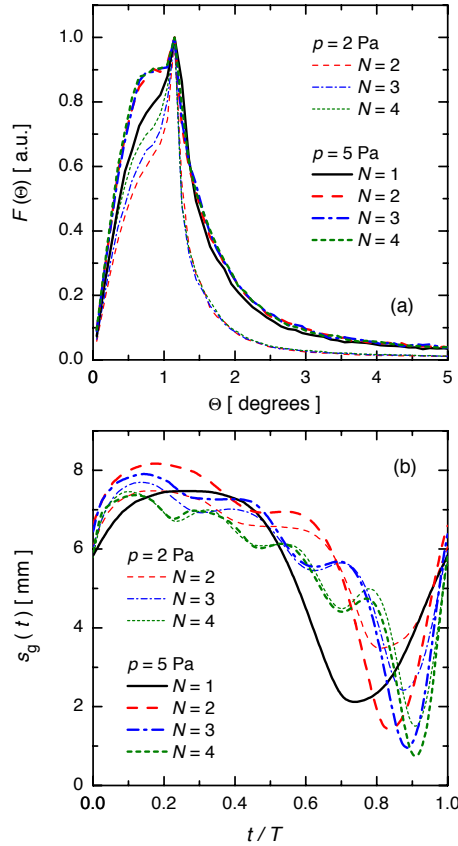 (a)
F (Θ) [ a.u. ]
1.0
0.8
0.6
0.4
0.2
0.0
p = 2 Pa
N = 2
N = 3
N = 4
p = 5 Pa
N = 1
N = 2
N = 3
N = 4
0 1 2 3 4 5
0
Θ [ degrees ]
(b)
s_g ( t ) [ mm ]
8
6
4
2
0
p = 2 Pa
N = 2
N = 3
N = 4
p = 5 Pa
N = 1
N = 2
N = 3
N = 4
0.0 0.2 0.4 0.6 0.8 1.0
t / T